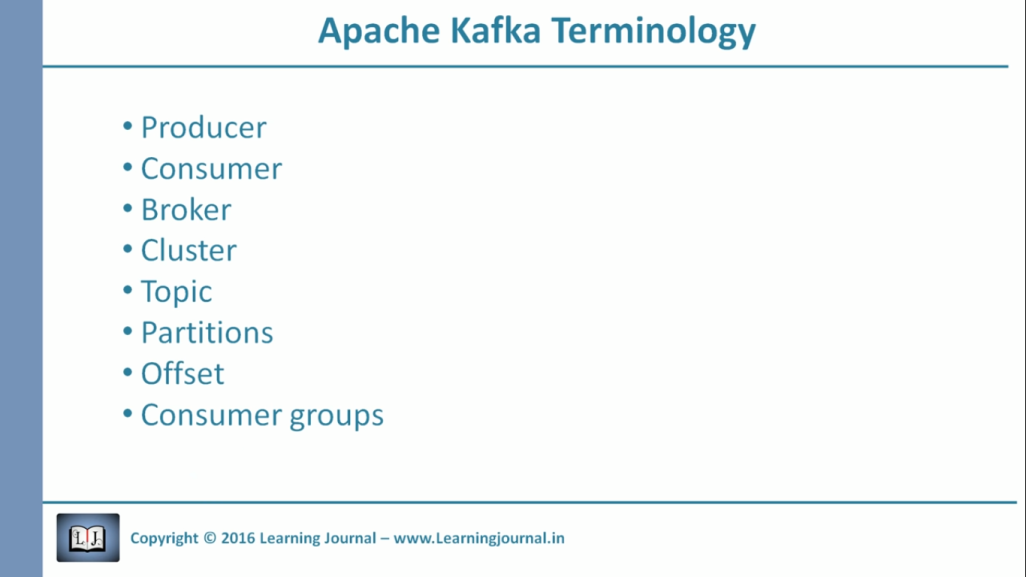 Apache Kafka Terminology
• Producer
• Consumer
• Broker
• Cluster
• Topic
• Partitions
• Offset
• Consumer groups
L J
Copyright © 2016 Learning Journal – www.Learningjournal.in